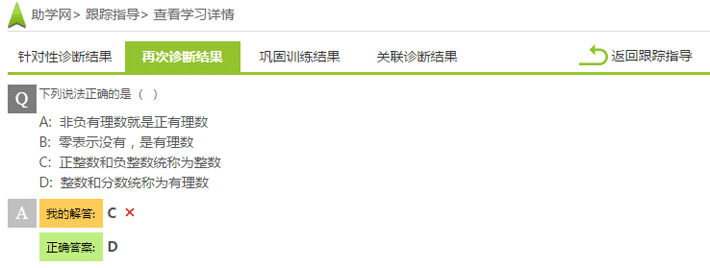 助学网> 跟踪指导> 查看学习详情
针对性诊断结果 再次诊断结果 巩固训练结果 关联诊断结果 返回跟踪指导
Q 下列说法正确的是（ ）
A: 非负有理数就是正有理数
B: 零表示没有，是有理数
C: 正整数和负整数统称为整数
D: 整数和分数统称为有理数
A 我的解答: C ×
正确答案: D